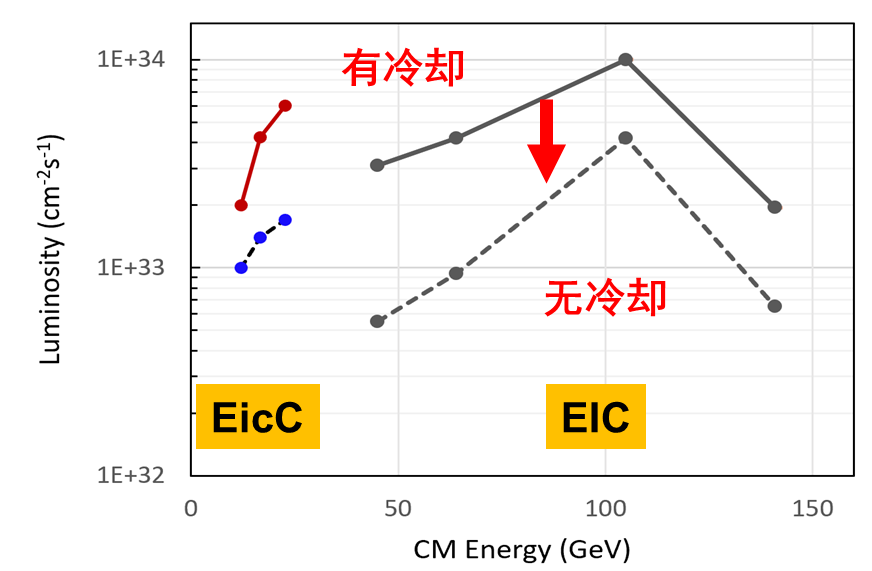 1E+34
有冷却
Luminosity (cm-2s-1)
1E+33
无冷却
EicC
EIC
1E+32
0
50
100
150
CM Energy (GeV)